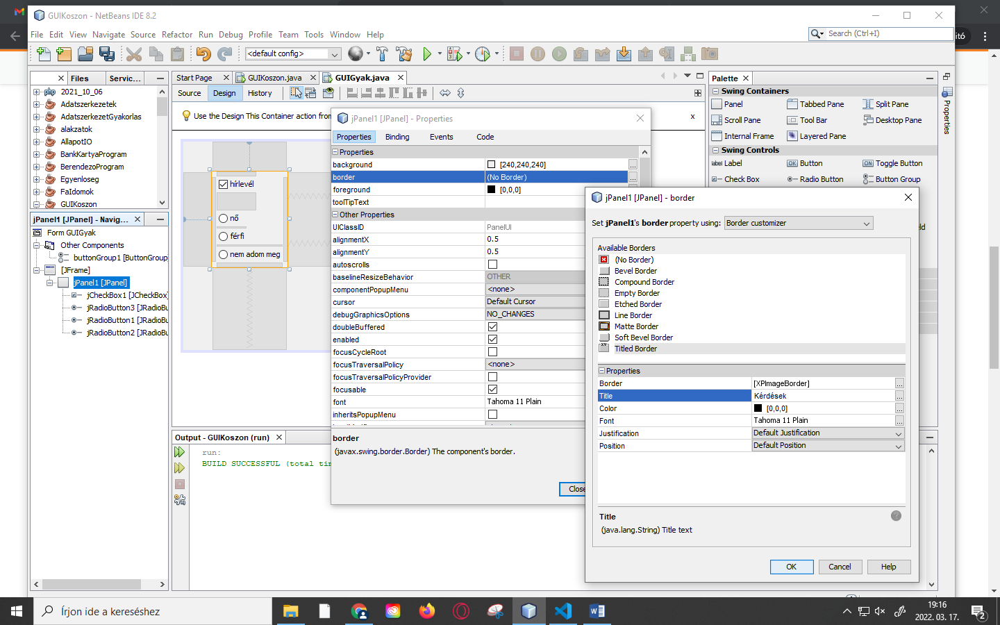 GUIKoszon - NetBeans IDE 8.2
File Edit View Navigate Source Refactor Run Debug Profile Team Tools Window Help
Search (Ctrl+I)
itó
<default config>
Files Servic...
Start Page GUIKoszon.java GUIGyak.java
Palette
Properties
Source Design History
2021_10_06
Adatszerkezetek
AdatszerkezetGyakorlas
alakzatok
AllapotIO
BankKartyaProgram
BerendezoProgram
Egyenloseg
FaIdomok
GUIKoszon
Use the Design This Container action from
x
Swing Containers
Panel Tabbed Pane Split Pane
Scroll Pane Tool Bar Desktop Pane
Internal Frame Layered Pane
Swing Controls
label Label OK Button ON Toggle Button
Check Box Radio Button Button Group
jPanel1 [JPanel] - Navig...
Form GUIGyak
Other Components
buttonGroup1 [ButtonGroup
[JFrame]
jPanel1 [JPanel]
jCheckBox1 [JCheckBox]
jRadioButton3 [JRadioBu
jRadioButton1 [JRadioBu
jRadioButton2 [JRadioBu
hírlevél
nő
férfi
nem adom meg
jPanel1 [JPanel] - Properties
Properties Binding Events Code
Properties
background [240,240,240] ...
border (No Border) ...
foreground [0,0,0]
toolTipText
Other Properties
UIClassID PanelUI
alignmentX 0.5
alignmentY 0.5
autoscrolls
baselineResizeBehavior OTHER
componentPopupMenu <none>
cursor Default Cursor
debugGraphicsOptions NO_CHANGES
doubleBuffered
enabled
focusCycleRoot
focusTraversalPolicy <none>
focusTraversalPolicyProvider
focusable
font Tahoma 11 Plain
inheritsPopupMenu
border
(javax.swing.border.Border) The component's border.
Close
jPanel1 [JPanel] - border
Set jPanel1's border property using: Border customizer
Available Borders
(No Border)
Bevel Border
Compound Border
Empty Border
Etched Border
Line Border
Matte Border
Soft Bevel Border
Titled Border
Properties
Border [XPImageBorder] ...
Title Kérdések ...
Color [0,0,0] ...
Font Tahoma 11 Plain ...
Justification Default Justification
Position Default Position
Title
(java.lang.String) Title text
OK Cancel Help
Output - GUIKoszon (run)
run:
BUILD SUCCESSFUL (total tim
Írjon ide a kereséshez
19:16
2022. 03. 17.
2